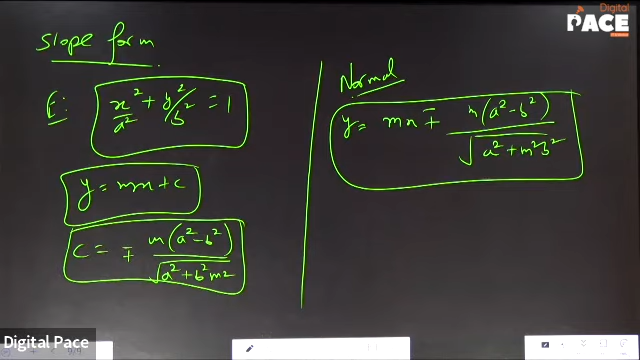 Digital
PACE
Slope form
E: x²/a² + y²/b² = 1
y = mx + c
c = ∓ m(a² - b²)/√(a² + b²m²)
Normal
y = mx ∓ m(a² - b²)/√(a² + m²b²)
Digital Pace